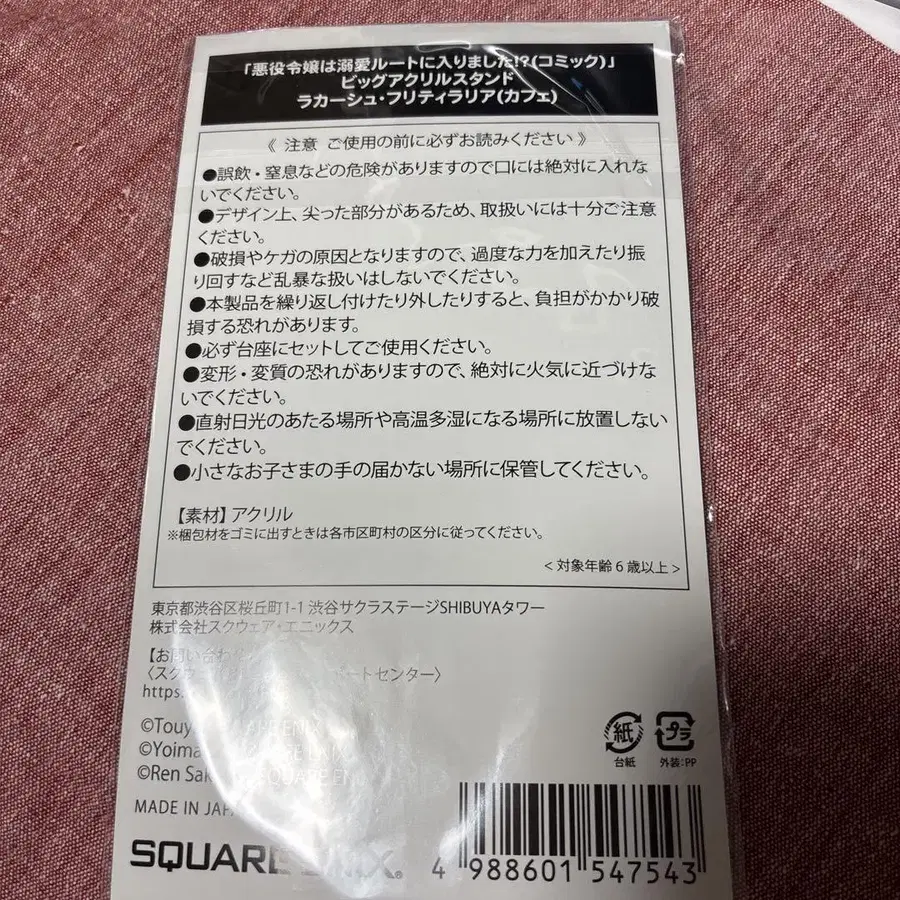 「悪役令嬢は溺愛ルートに入りました!?(コミック)」
ビッグアクリルスタンド
ラカーシュ・フリティラリア(カフェ)
《 注意 ご使用の前に必ずお読みください 》
●誤飲・窒息などの危険がありますので口には絶対に入れな
いでください。
●デザイン上、尖った部分があるため、取扱いには十分ご注意
ください。
●破損やケガの原因となりますので、過度な力を加えたり振
り回すなど乱暴な扱いはしないでください。
●本製品を繰り返し付けたり外したりすると、負担がかかり破
損する恐れがあります。
●必ず台座にセットしてご使用ください。
●変形・変質の恐れがありますので、絶対に火気に近づけな
いでください。
●直射日光のあたる場所や高温多湿になる場所に放置しない
でください。
●小さなお子さまの手の届かない場所に保管してください。
【素材】アクリル
※梱包材をゴミに出すときは各市区町村の区分に従ってください。
<対象年齢6歳以上>
東京都渋谷区桜丘町1-1 渋谷サクラステージSHIBUYAタワー
株式会社スクウェア・エニックス
【お問い合わせ
ートセンター〉
https:
©Touy
©Yoima
©Ren Sak SQUARE EN
紙
台紙
プラ
外装:PP
MADE IN JAPA
SQUARE ENIX®
4 988601 547543